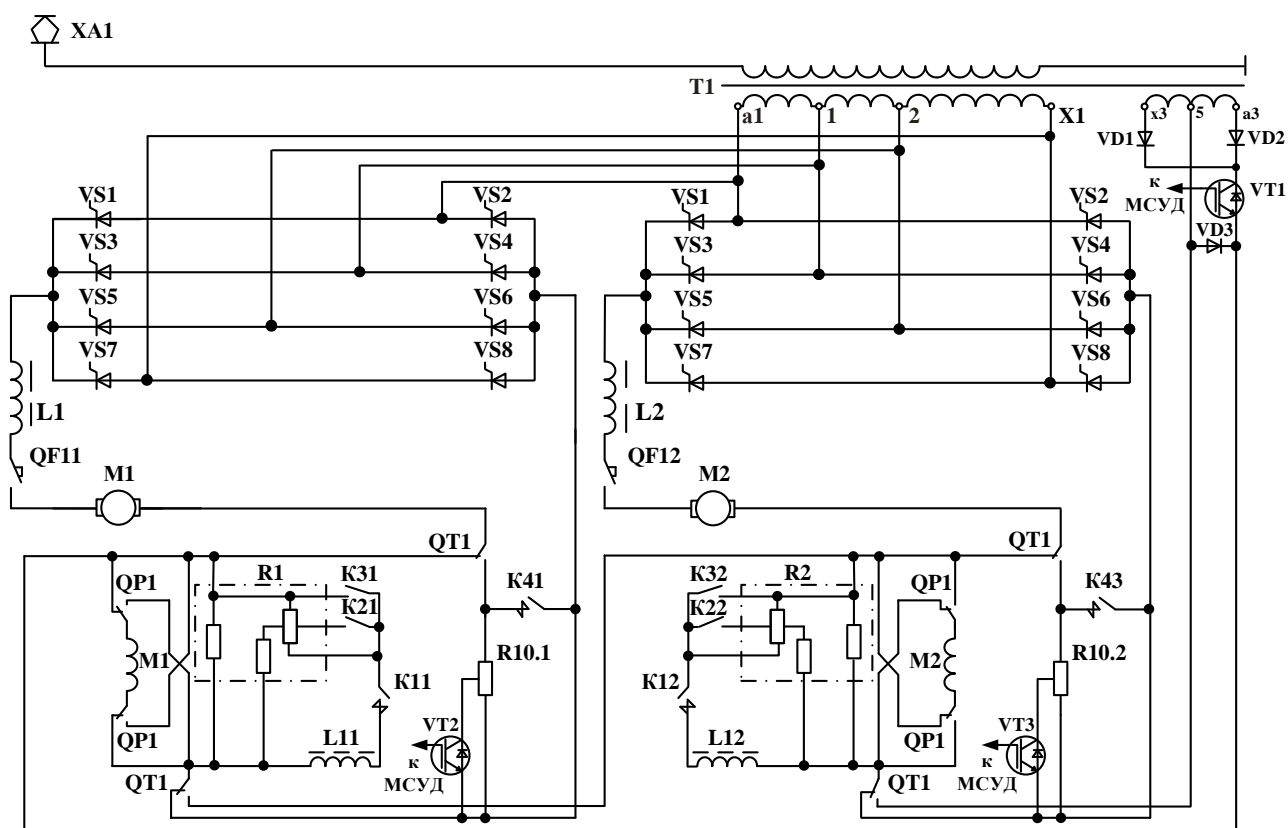 XA1
T1
a1 1 2 X1 x3 5 a3
VD1 VD2
VS1 VS2 VS1 VS2
к МСУД
VT1
VS3 VS4 VS3 VS4
VD3
VS5 VS6 VS5 VS6
VS7 VS8 VS7 VS8
L1 L2
QF11 QF12
M1 M2
QT1 QT1
QP1 R1 K31 K41 K32 R2 QP1 K43
K21 K22
M1 R10.1 M2 R10.2
K11 K12
QP1 L11 VT2 L12 QP1 VT3
к МСУД
к МСУД
QT1 QT1